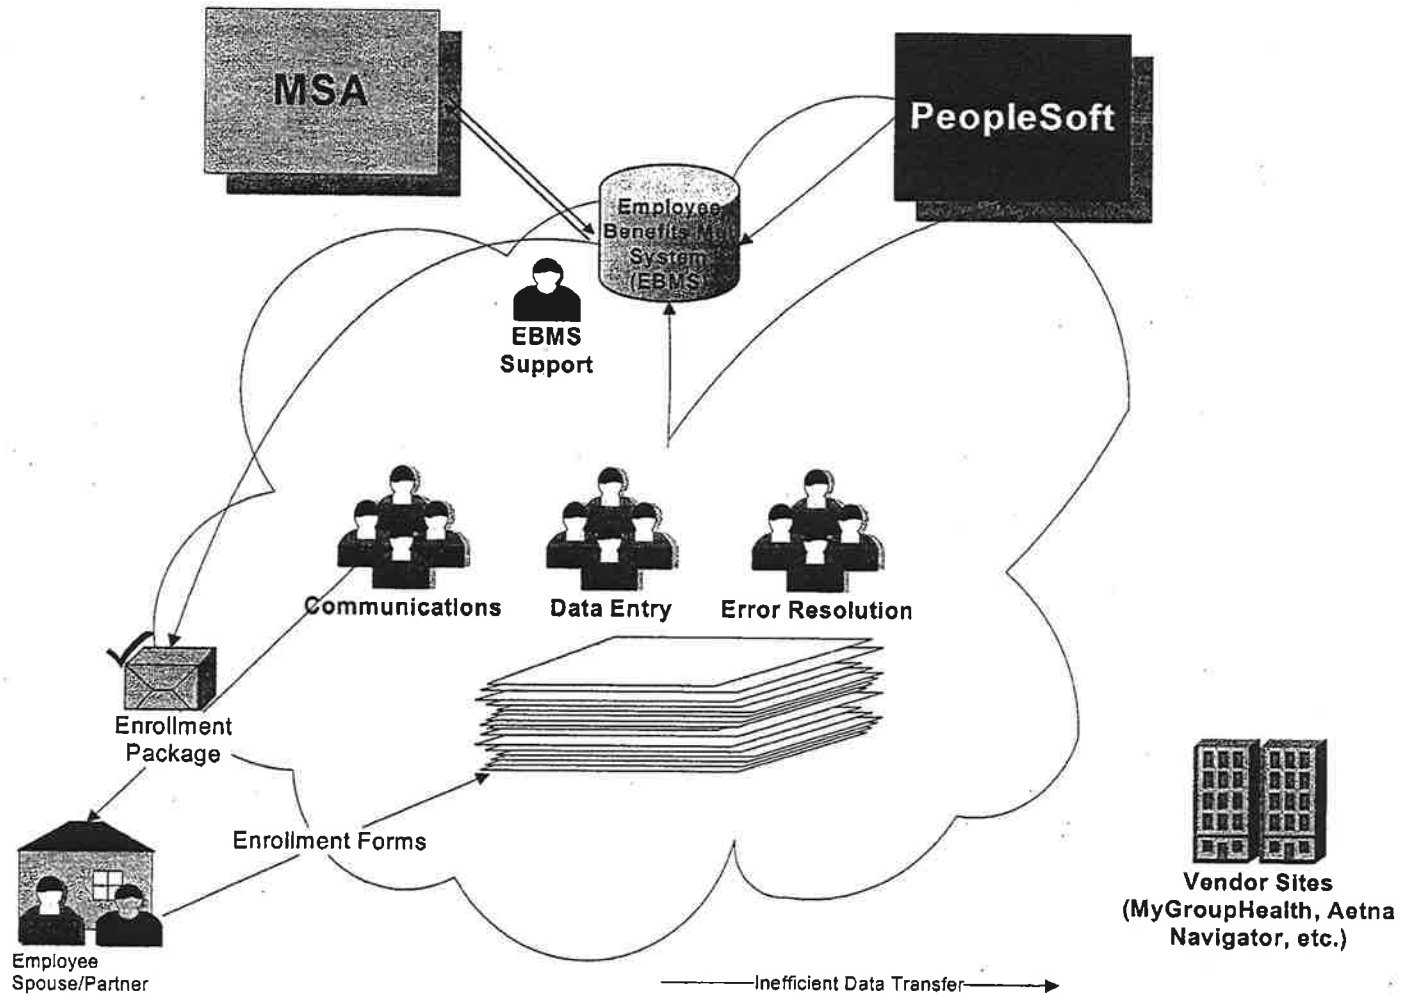 MSA
PeopleSoft
Employee
Benefits Mgt
System
(EBMS)
EBMS
Support
Communications
Data Entry
Error Resolution
Enrollment
Package
Enrollment Forms
Employee
Spouse/Partner
Vendor Sites
(MyGroupHealth, Aetna
Navigator, etc.)
Inefficient Data Transfer